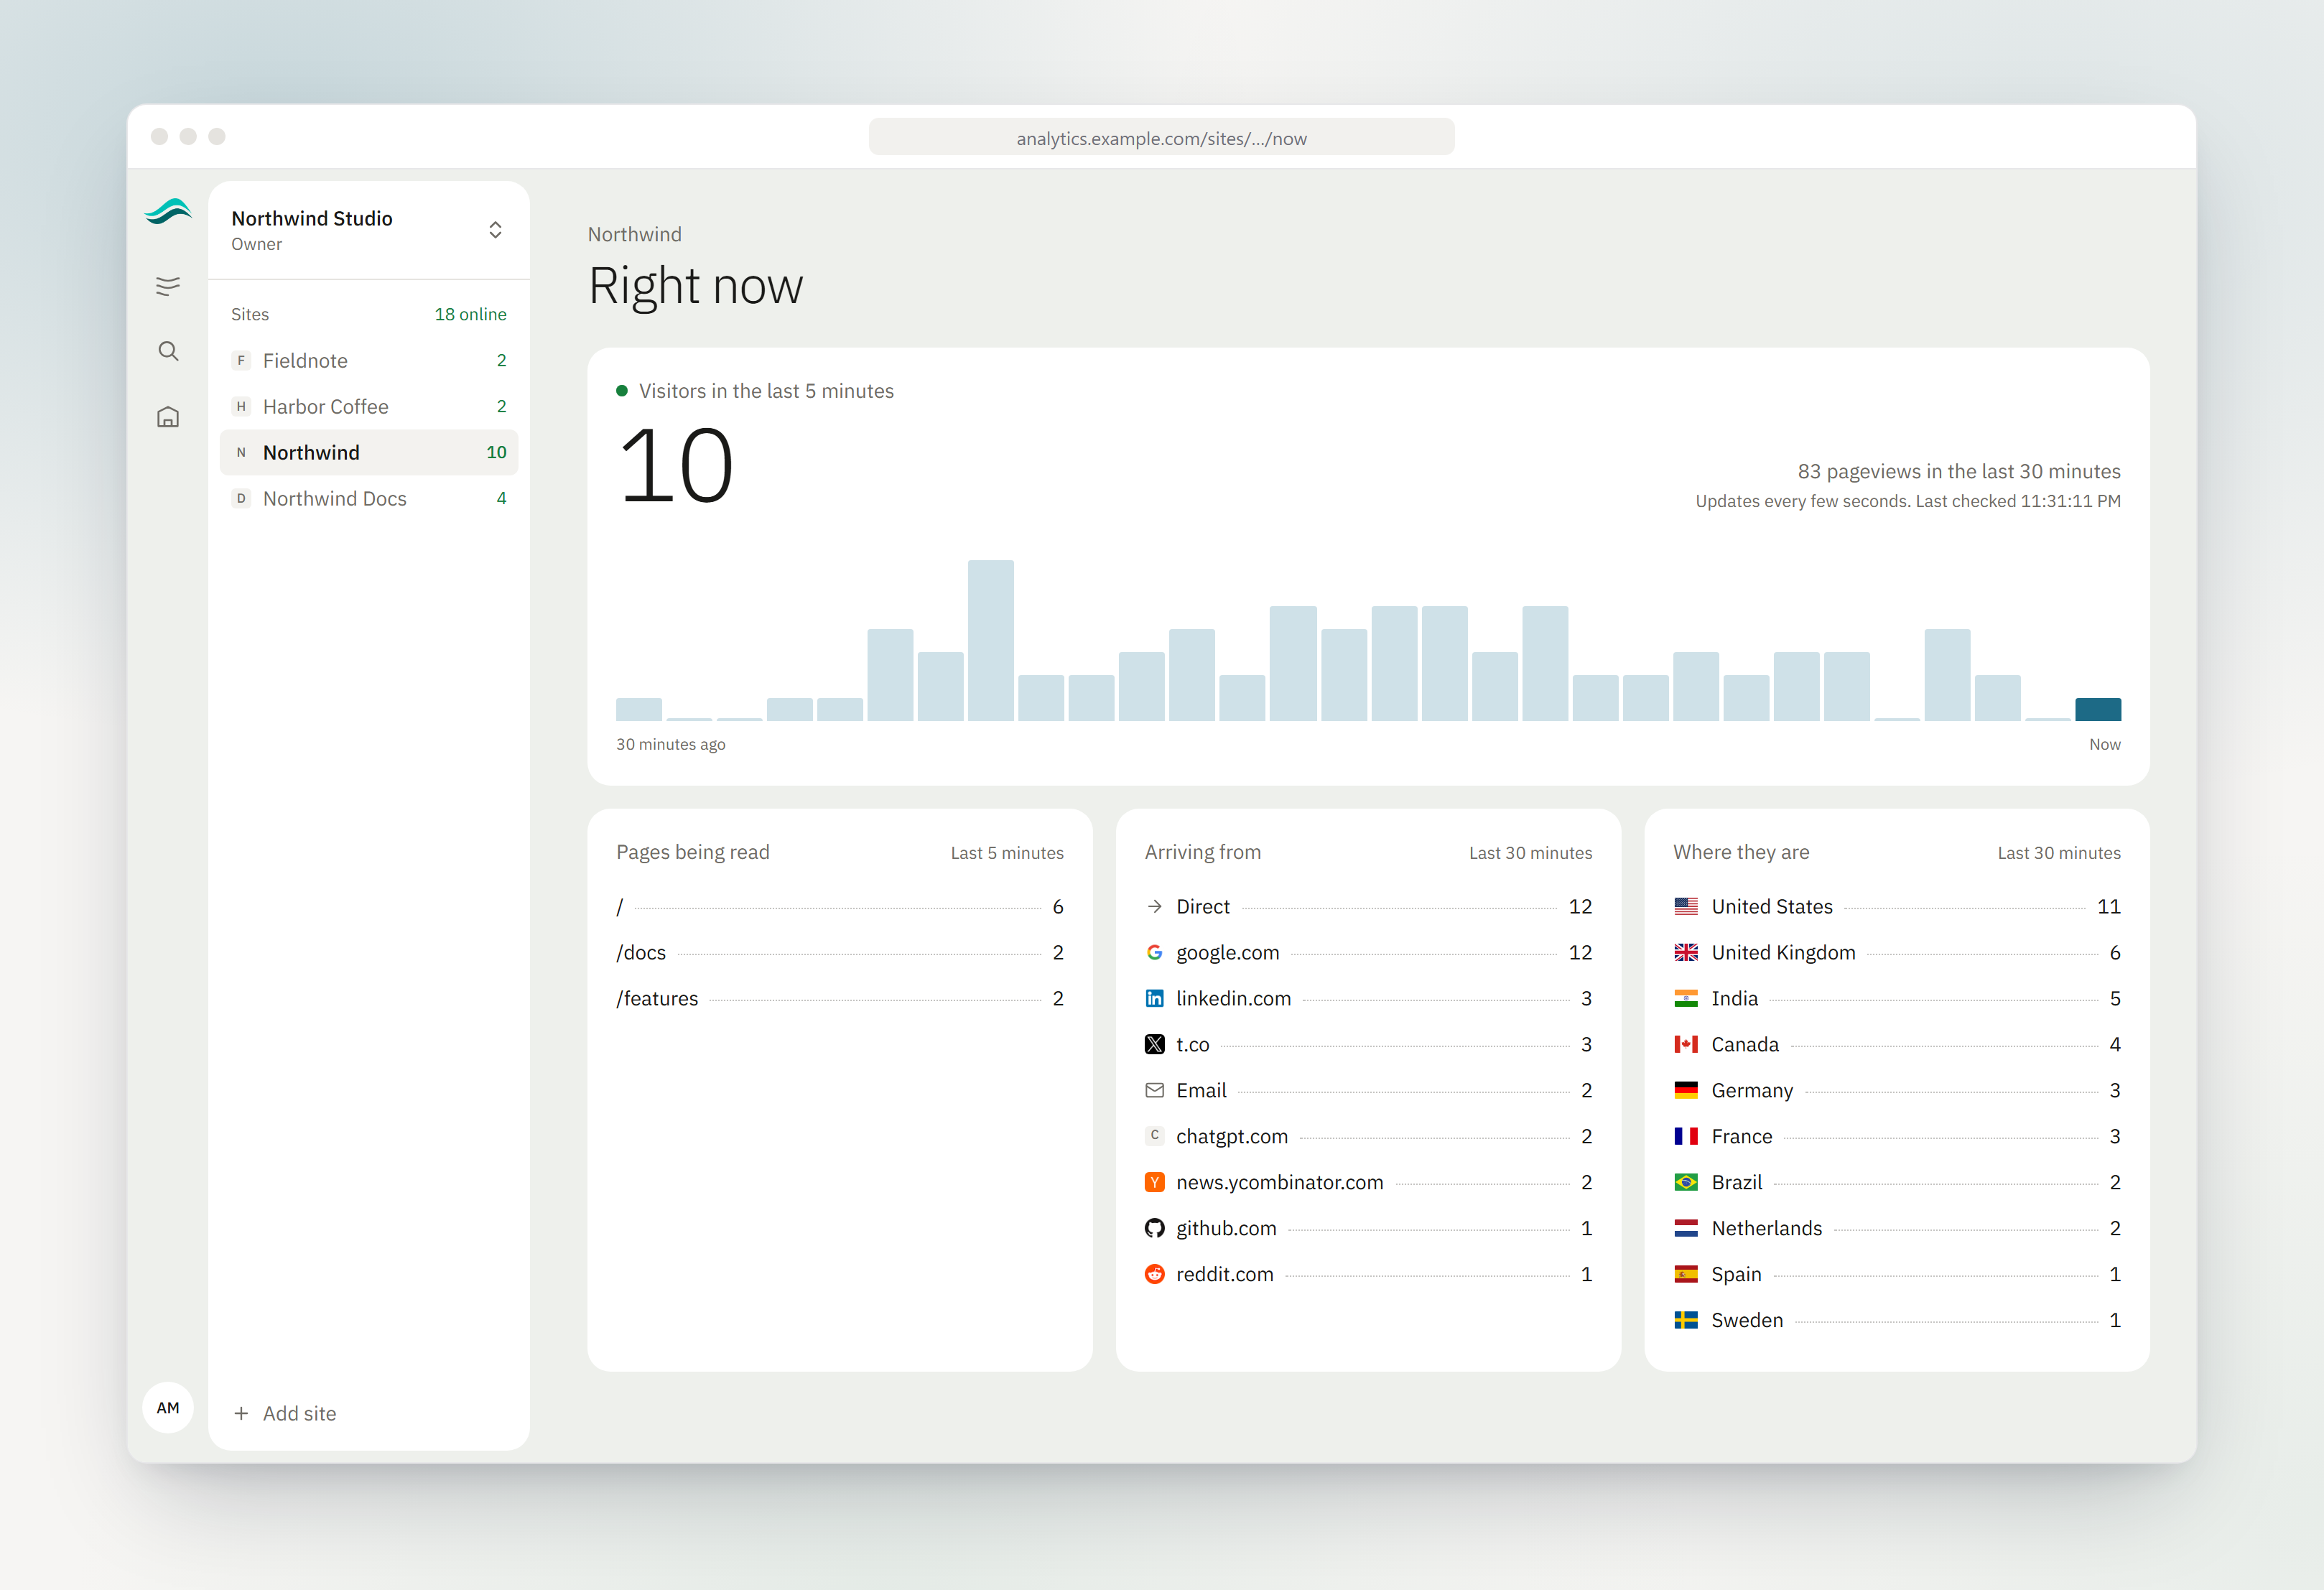 analytics.example.com/sites/.../now
Northwind Studio
Owner
Sites 18 online
F Fieldnote 2
H Harbor Coffee 2
N Northwind 10
D Northwind Docs 4
+ Add site
AM
Northwind
Right now
Visitors in the last 5 minutes
10
83 pageviews in the last 30 minutes
Updates every few seconds. Last checked 11:31:11 PM
30 minutes ago Now
Pages being read Last 5 minutes
/ 6
/docs 2
/features 2
Arriving from Last 30 minutes
Direct 12
G google.com 12
in linkedin.com 3
X t.co 3
Email 2
C chatgpt.com 2
Y news.ycombinator.com 2
github.com 1
reddit.com 1
Where they are Last 30 minutes
United States 11
United Kingdom 6
India 5
Canada 4
Germany 3
France 3
Brazil 2
Netherlands 2
Spain 1
Sweden 1